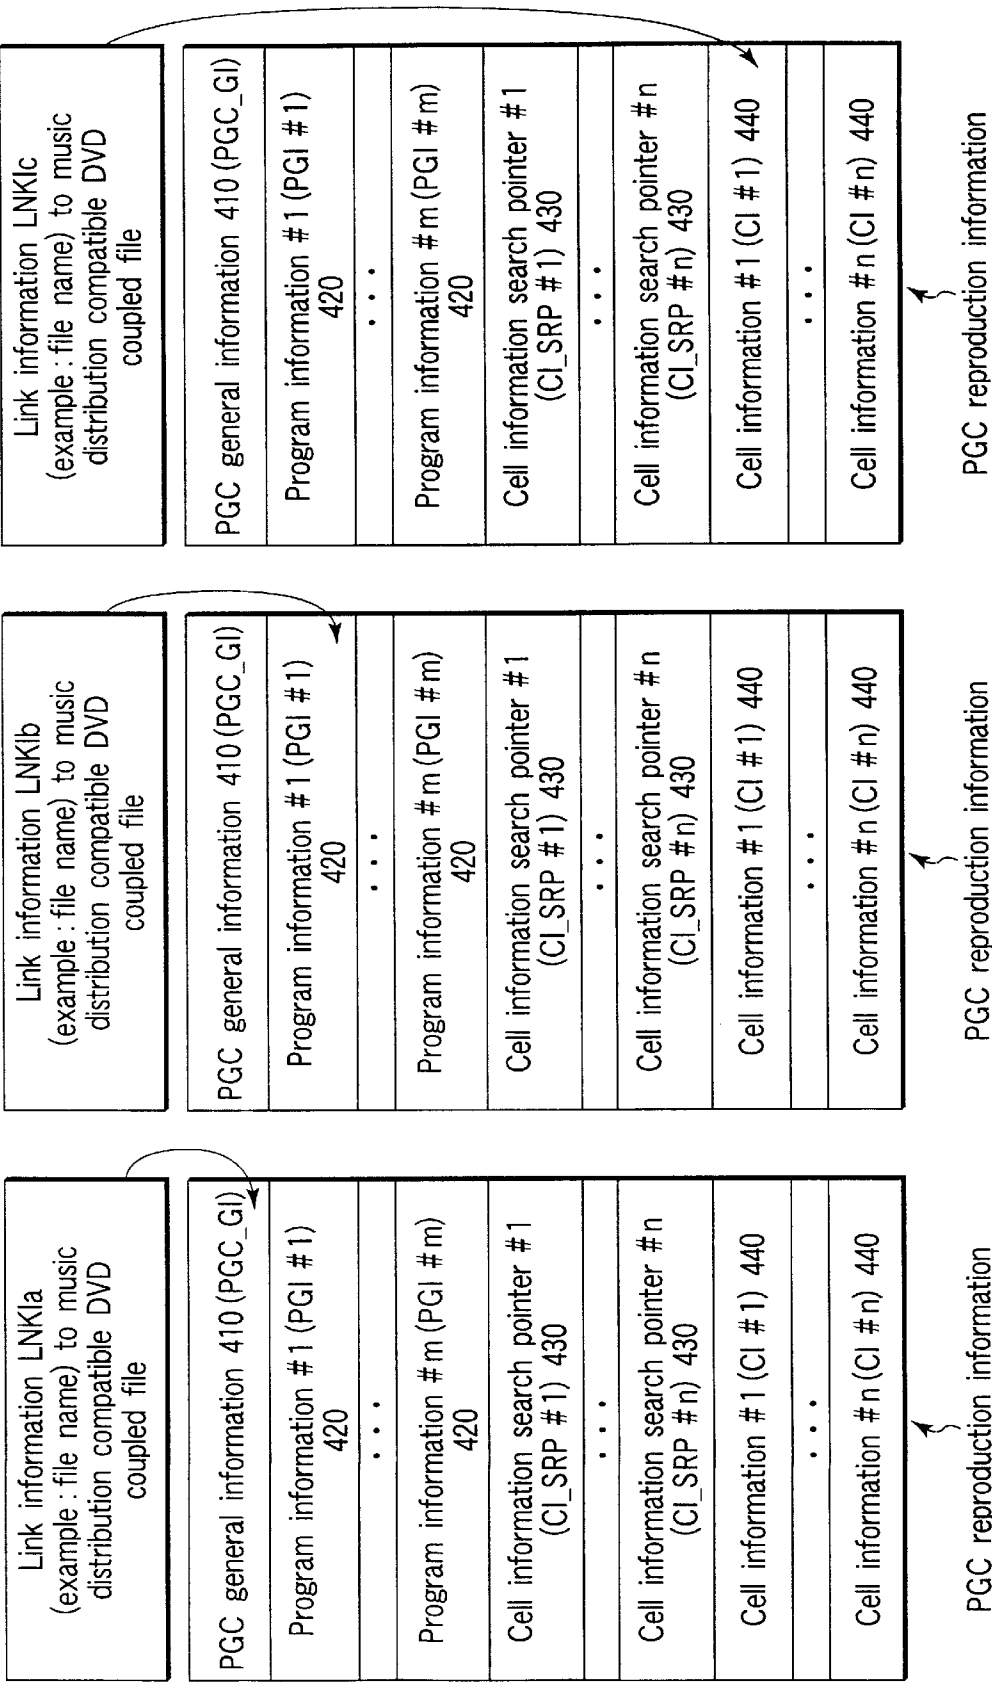 Link information LNKIa
(example : file name) to music
distribution compatible DVD
coupled file
PGC general information 410 (PGC_GI)
Program information #1 (PGI #1)
420
• • •
Program information #m (PGI #m)
420
Cell information search pointer #1
(CI_SRP #1) 430
• • •
Cell information search pointer #n
(CI_SRP #n) 430
Cell information #1 (CI #1) 440
• • •
Cell information #n (CI #n) 440
PGC reproduction information
Link information LNKIb
(example : file name) to music
distribution compatible DVD
coupled file
PGC general information 410 (PGC_GI)
Program information #1 (PGI #1)
420
• • •
Program information #m (PGI #m)
420
Cell information search pointer #1
(CI_SRP #1) 430
• • •
Cell information search pointer #n
(CI_SRP #n) 430
Cell information #1 (CI #1) 440
• • •
Cell information #n (CI #n) 440
PGC reproduction information
Link information LNKIc
(example : file name) to music
distribution compatible DVD
coupled file
PGC general information 410 (PGC_GI)
Program information #1 (PGI #1)
420
• • •
Program information #m (PGI #m)
420
Cell information search pointer #1
(CI_SRP #1) 430
• • •
Cell information search pointer #n
(CI_SRP #n) 430
Cell information #1 (CI #1) 440
• • •
Cell information #n (CI #n) 440
PGC reproduction information